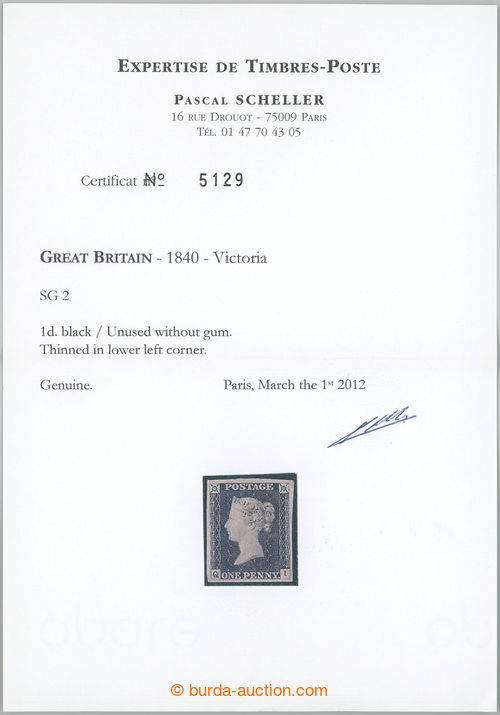 EXPERTISE DE TIMBRES-POSTE
PASCAL SCHELLER
16 RUE DROUOT - 75009 PARIS
TÉL. 01 47 70 43 05
Certificat Nº 5129
GREAT BRITAIN - 1840 - Victoria
SG 2
1d. black / Unused without gum.
Thinned in lower left corner.
Genuine. Paris, March the 1st 2012
POSTAGE
Q ONE PENNY I
© burda-auction.com